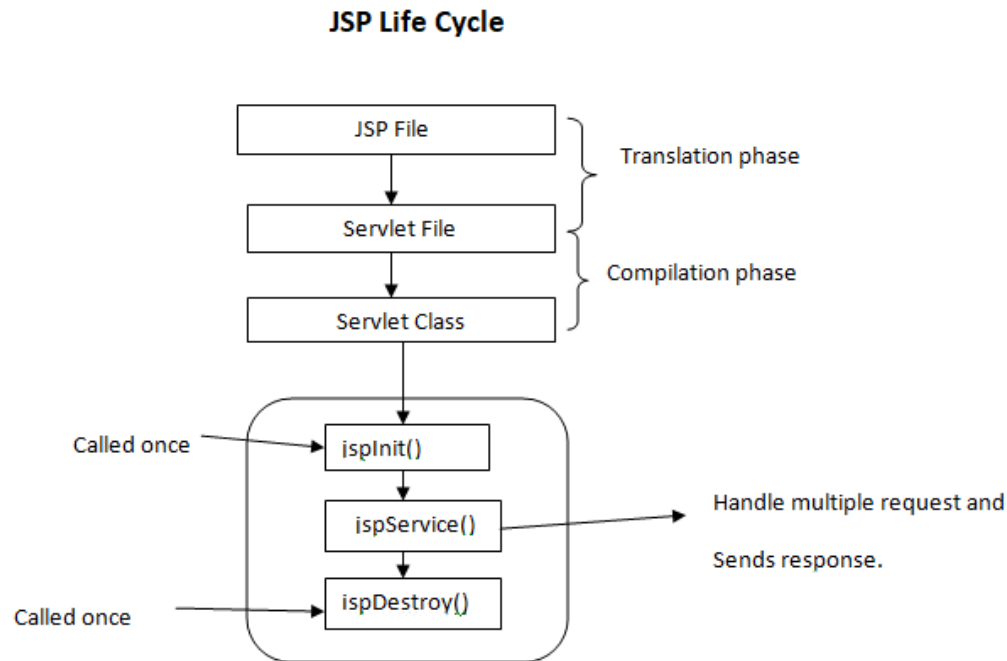 JSP Life Cycle
JSP File
Translation phase
Servlet File
Compilation phase
Servlet Class
Called once
jspInit()
jspService()
Handle multiple request and
Sends response.
jspDestroy()
Called once